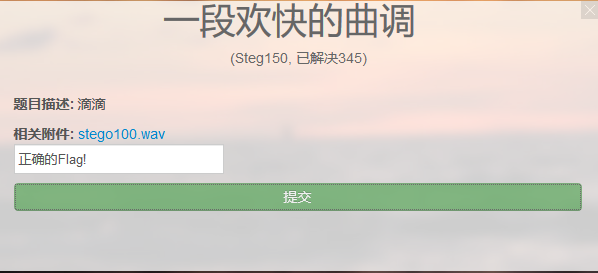 一段欢快的曲调
(Steg150, 已解决345)
题目描述: 滴滴
相关附件: stego100.wav
正确的Flag!
提交